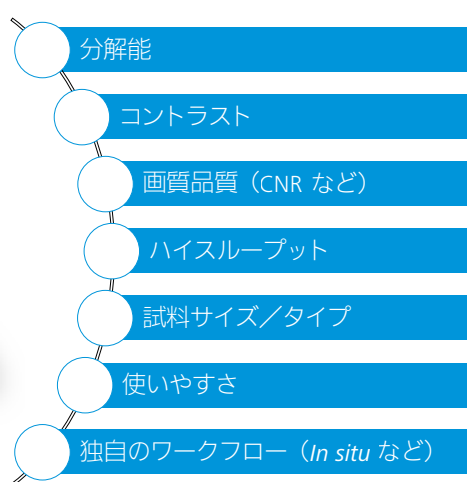 分解能
コントラスト
画質品質（CNR など）
ハイスループット
試料サイズ／タイプ
使いやすさ
独自のワークフロー（In situ など）